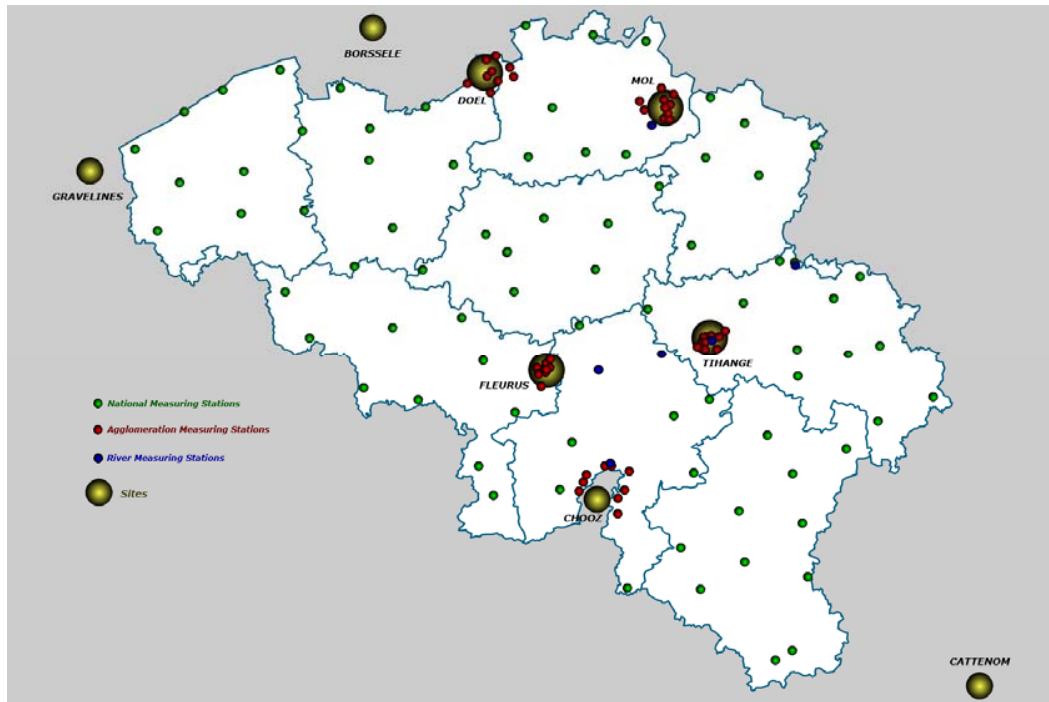 BORSSELE
DOEL
MOL
GRAVELINES
TIHANGE
FLEURUS
National Measuring Stations
Agglomeration Measuring Stations
River Measuring Stations
Sites
CHOOZ
CATTENOM